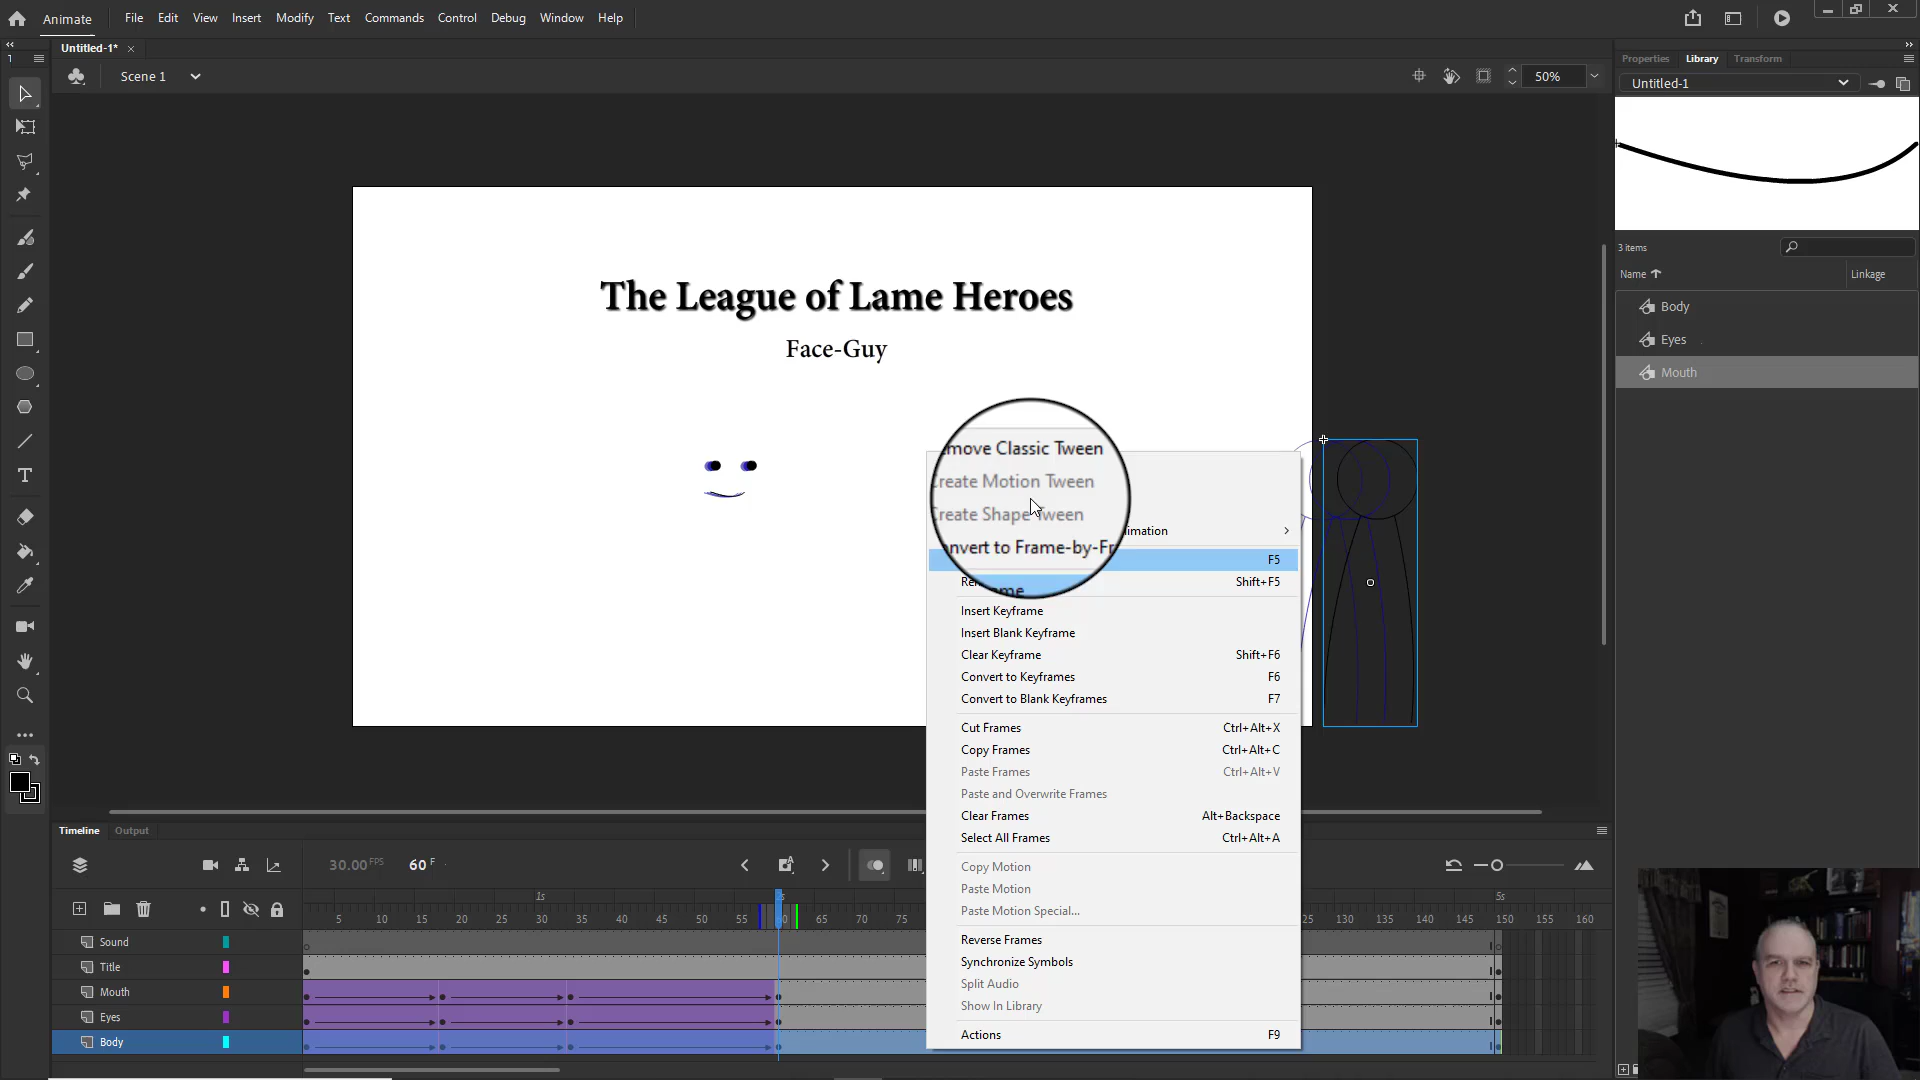 Animate File Edit View Insert Modify Text Commands Control Debug Window Help
Untitled-1*
Scene 1
50%
Properties Library Transform
Untitled-1
3 items
Name Linkage
Body
Eyes
Mouth
The League of Lame Heroes
Face-Guy
move Classic Tween
Create Motion Tween
Create Shape Tween
nvert to Frame-by-Fr
imation
F5
Shift+F5
Insert Keyframe
Insert Blank Keyframe
Clear Keyframe Shift+F6
Convert to Keyframes F6
Convert to Blank Keyframes F7
Cut Frames Ctrl+Alt+X
Copy Frames Ctrl+Alt+C
Paste Frames Ctrl+Alt+V
Paste and Overwrite Frames
Clear Frames Alt+Backspace
Select All Frames Ctrl+Alt+A
Copy Motion
Paste Motion
Paste Motion Special...
Reverse Frames
Synchronize Symbols
Split Audio
Show In Library
Actions F9
Timeline Output
30.00 FPS 60 F
1s 5s
5 10 15 20 25 30 35 40 45 50 55 60 65 70 75 130 135 140 145 150 155 160
Sound
Title
Mouth
Eyes
Body